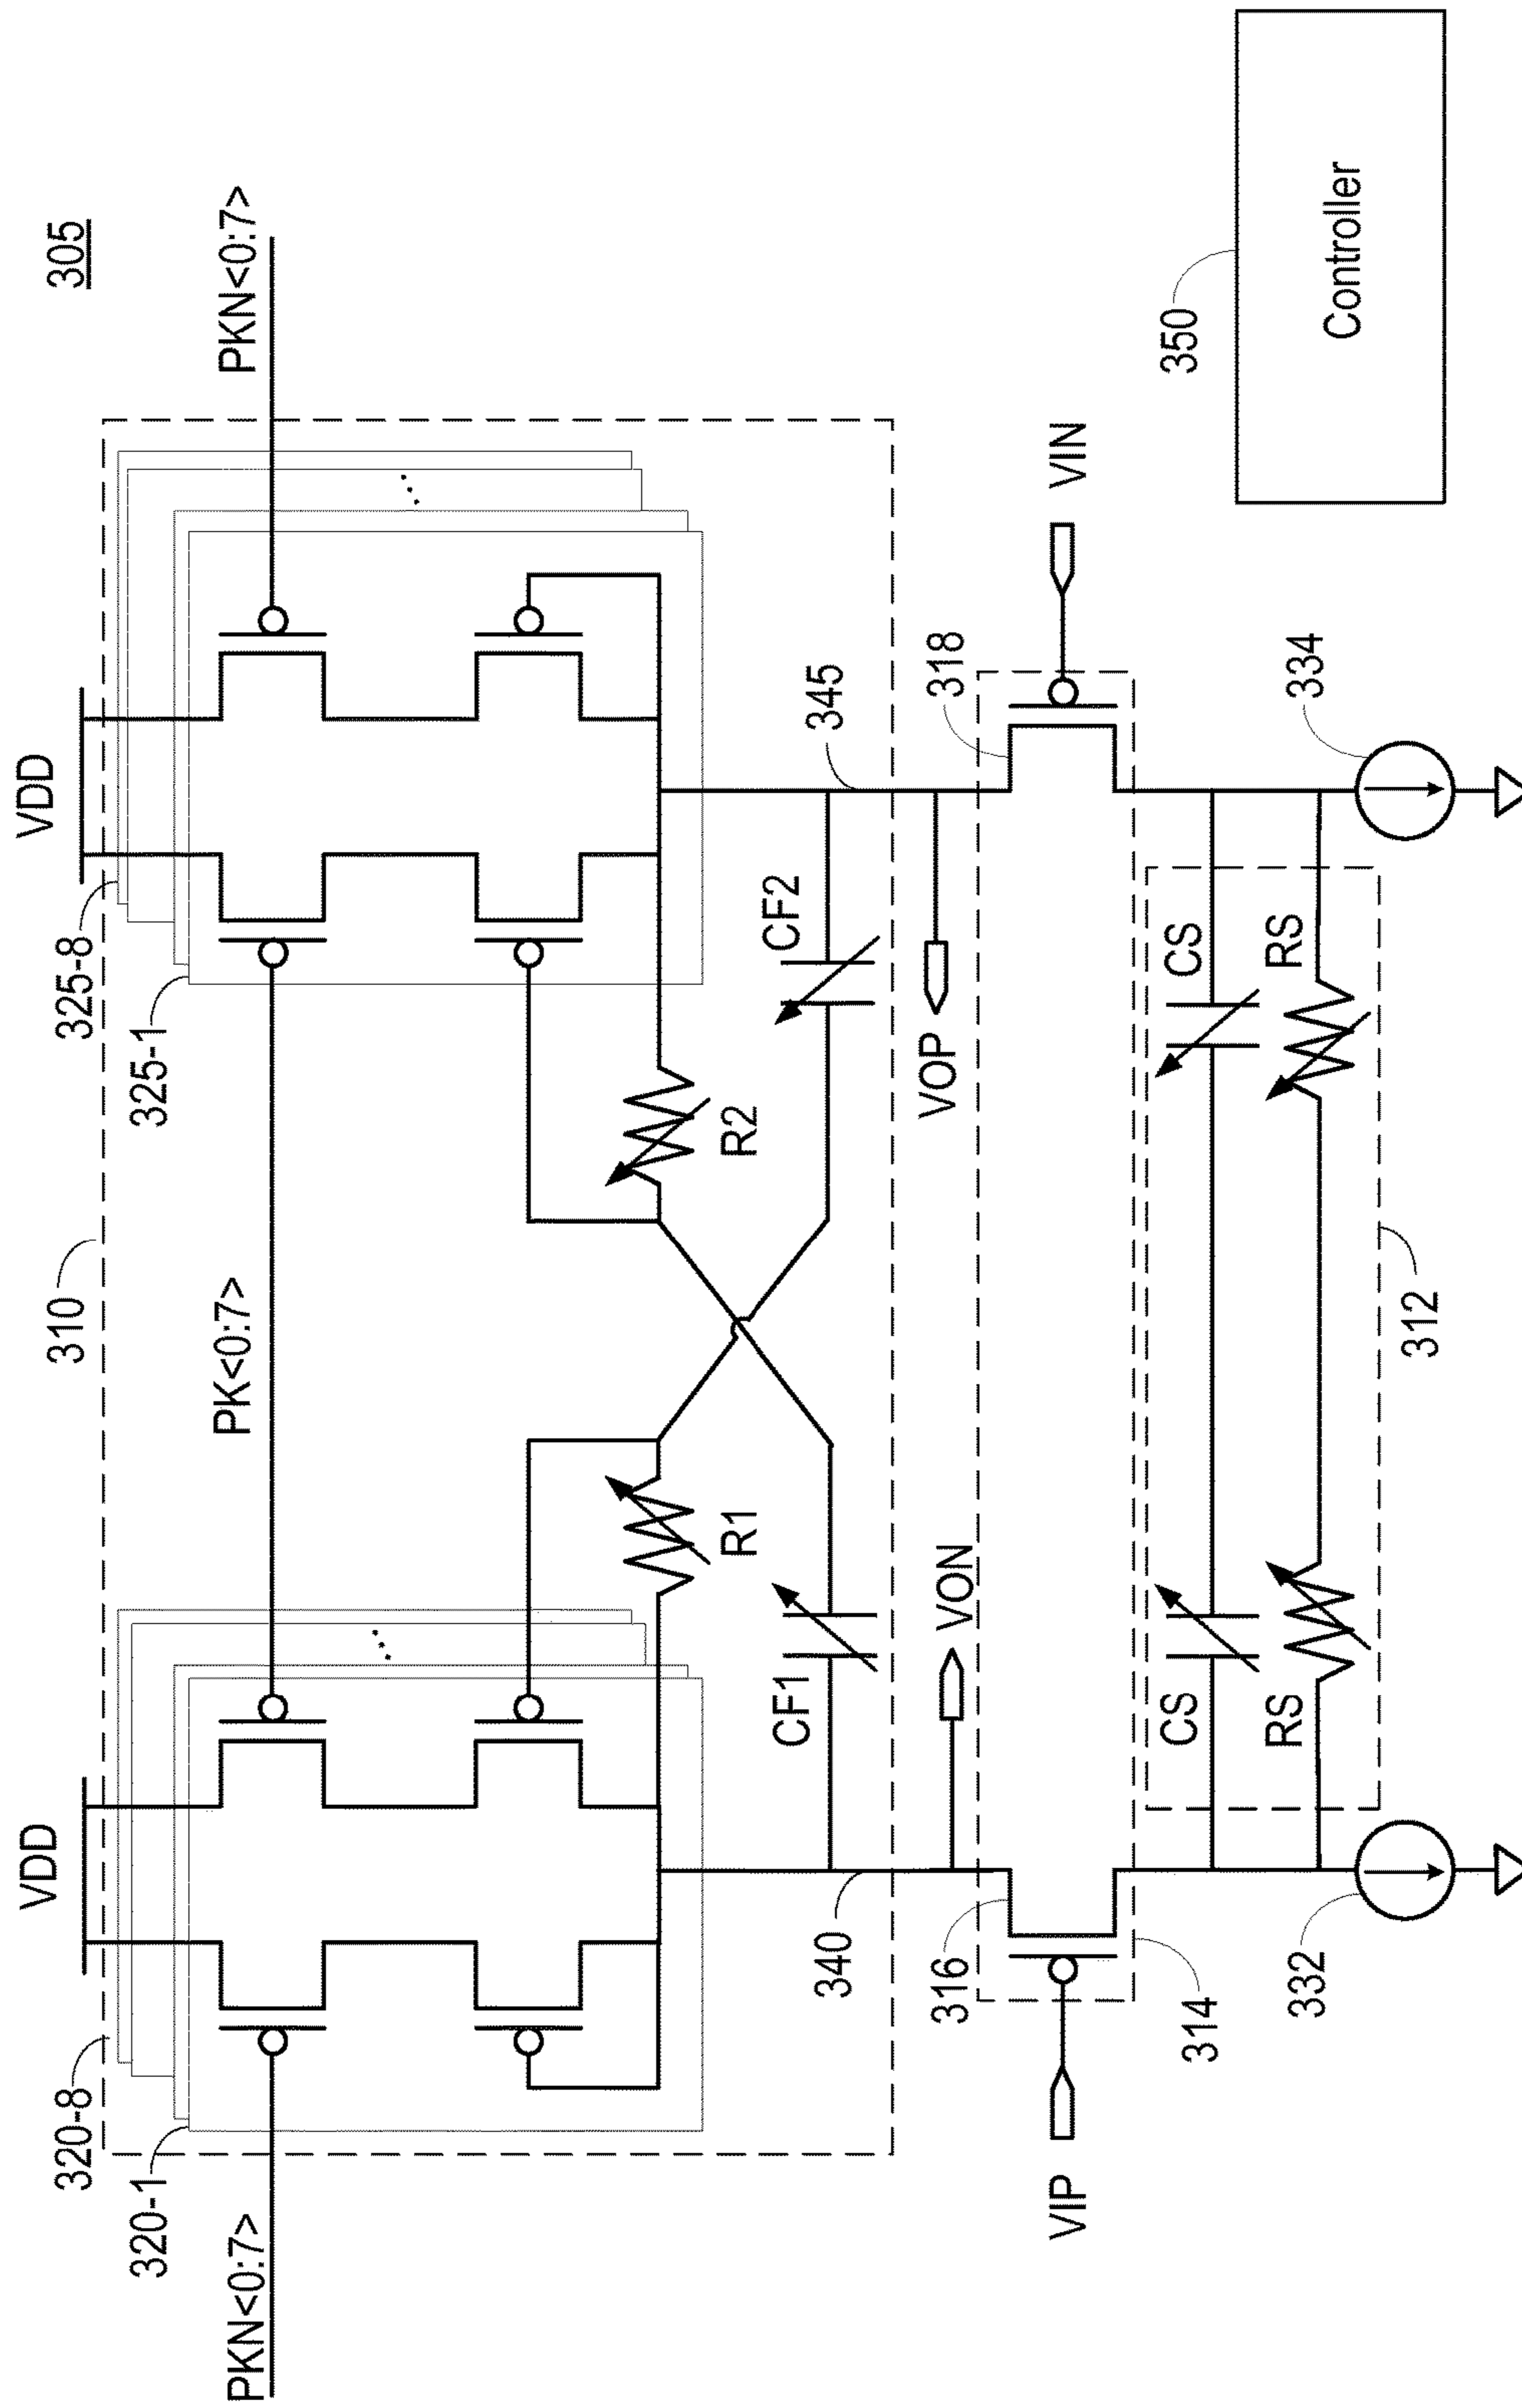 305
VDD
VDD
310
320-8
320-1
325-8
325-1
PKN<0:7>
PK<0:7>
PKN<0:7>
R1
R2
CF1
CF2
340
345
VON
VOP
316
318
VIP
VIN
314
CS
CS
RS
RS
332
334
312
350
Controller